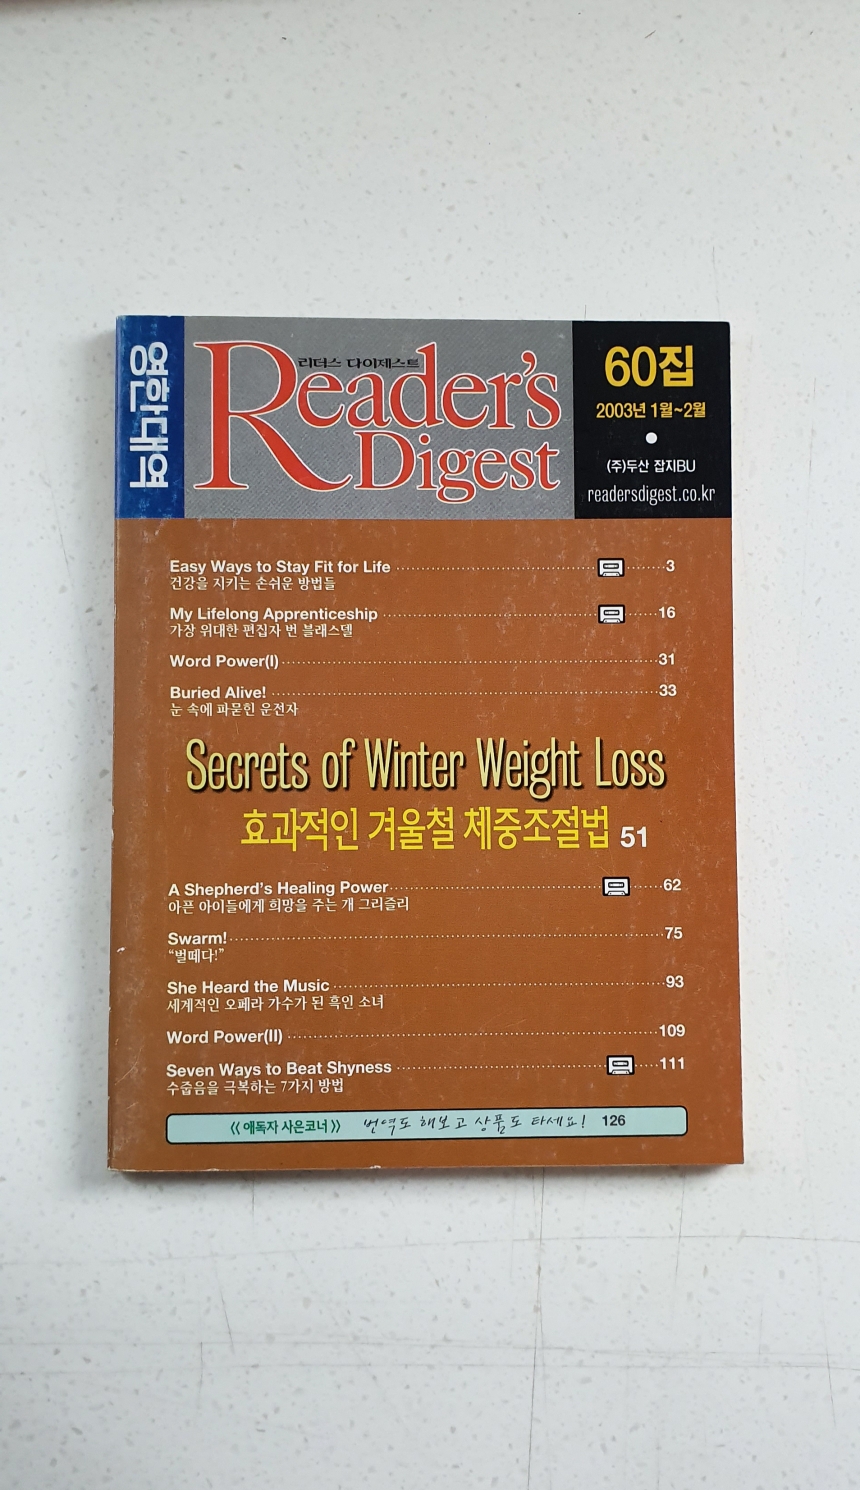 영한대역
리더스 다이제스트
Reader's
Digest
60집
2003년 1월~2월
(주)두산 잡지BU
readersdigest.co.kr
Easy Ways to Stay Fit for Life 3
건강을 지키는 손쉬운 방법들
My Lifelong Apprenticeship 16
가장 위대한 편집자 번 블래스델
Word Power(I) 31
Buried Alive! 33
눈 속에 파묻힌 운전자
Secrets of Winter Weight Loss
효과적인 겨울철 체중조절법 51
A Shepherd's Healing Power 62
아픈 아이들에게 희망을 주는 개 그리즐리
Swarm! 75
“벌떼다!”
She Heard the Music 93
세계적인 오페라 가수가 된 흑인 소녀
Word Power(II) 109
Seven Ways to Beat Shyness 111
수줍음을 극복하는 7가지 방법
《애독자 사은코너》 번역도 해보고 상품도 타세요! 126